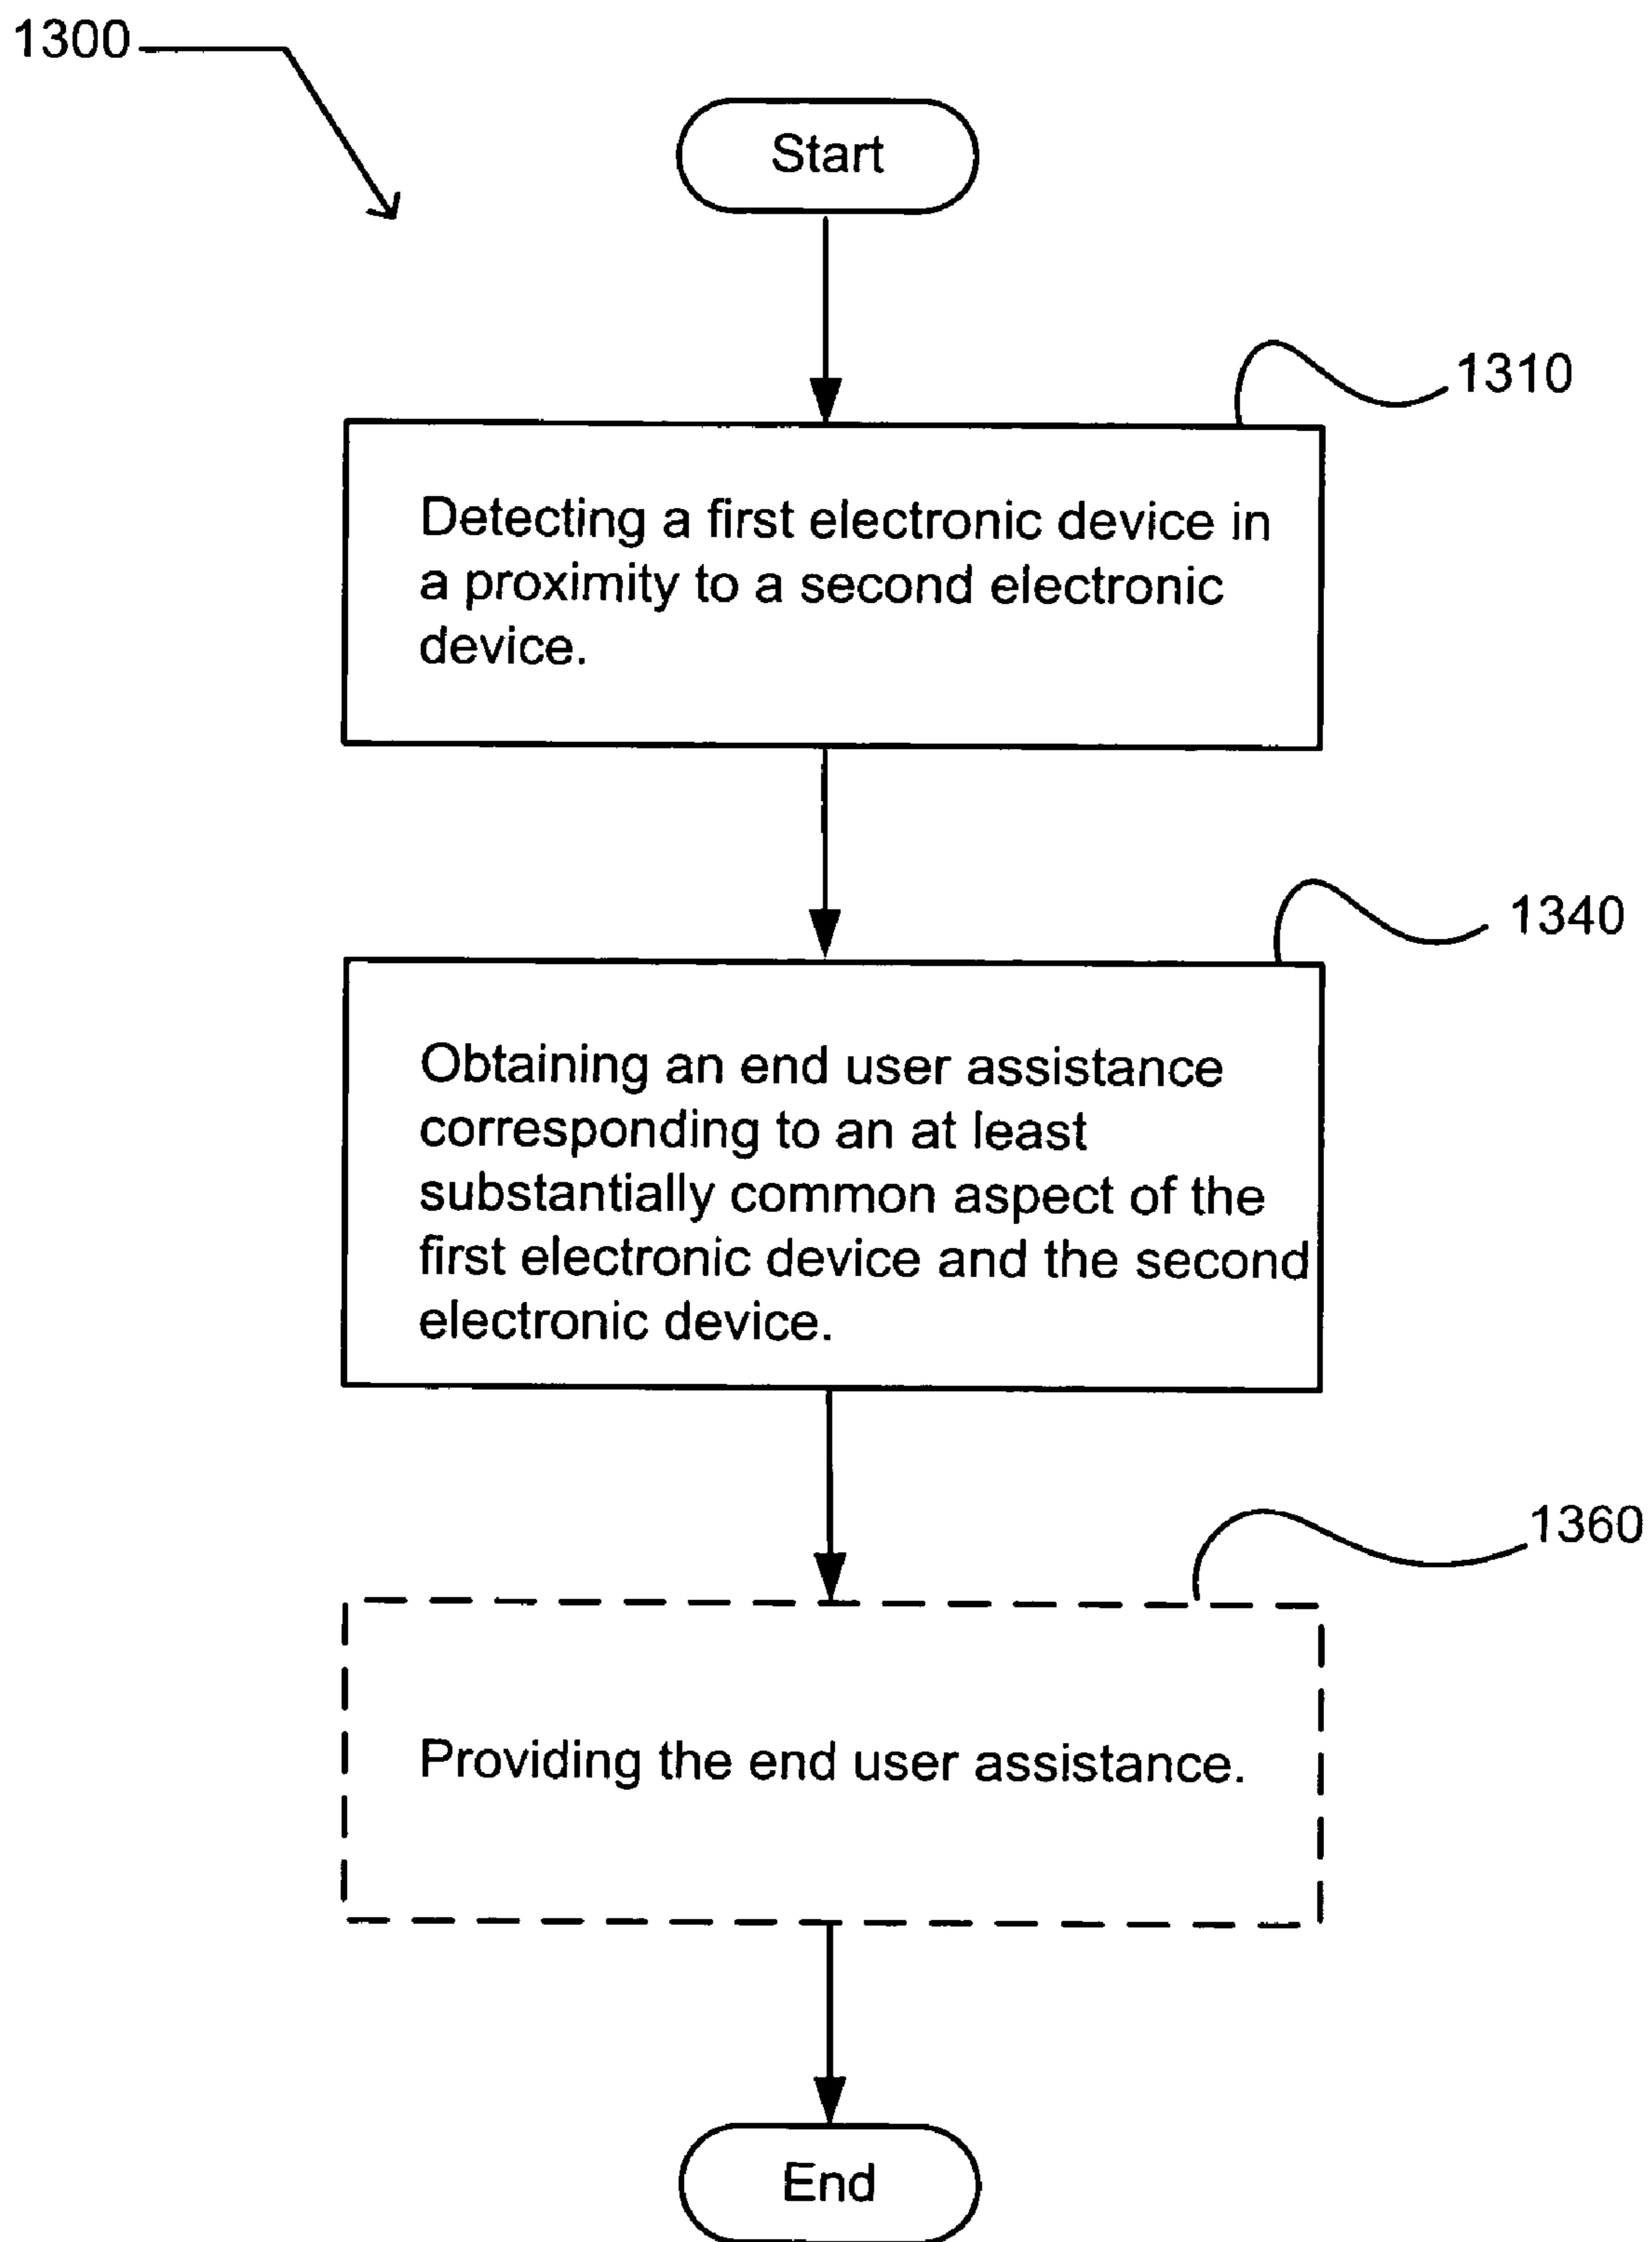 1300
Start
1310
Detecting a first electronic device in
a proximity to a second electronic
device.
1340
Obtaining an end user assistance
corresponding to an at least
substantially common aspect of the
first electronic device and the second
electronic device.
1360
Providing the end user assistance.
End